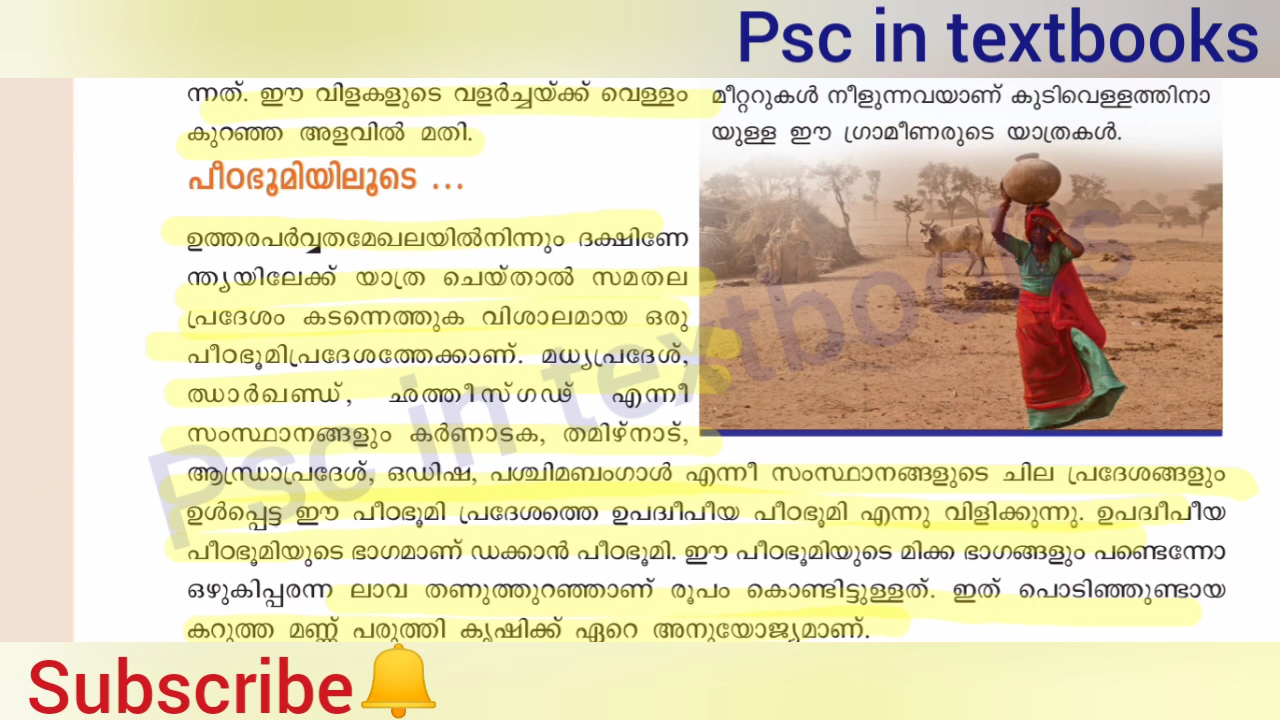 Psc in textbooks
ന്നത്. ഈ വിളകളുടെ വളർച്ചയ്ക്ക് വെള്ളം
കുറഞ്ഞ അളവിൽ മതി.
മീറ്ററുകൾ നീളുന്നവയാണ് കുടിവെള്ളത്തിനാ
യുള്ള ഈ ഗ്രാമീണരുടെ യാത്രകൾ.
പീഠഭൂമിയിലൂടെ ...
ഉത്തരപർവ്വതമേഖലയിൽനിന്നും ദക്ഷിണേ
ന്ത്യയിലേക്ക് യാത്ര ചെയ്താൽ സമതല
പ്രദേശം കടന്നെത്തുക വിശാലമായ ഒരു
പീഠഭൂമിപ്രദേശത്തേക്കാണ്. മധ്യപ്രദേശ്,
ഝാർഖണ്ഡ്, ഛത്തീസ്ഗഢ് എന്നീ
സംസ്ഥാനങ്ങളും കർണാടക, തമിഴ്നാട്,
ആന്ധ്രാപ്രദേശ്, ഒഡിഷ, പശ്ചിമബംഗാൾ എന്നീ സംസ്ഥാനങ്ങളുടെ ചില പ്രദേശങ്ങളും
ഉൾപ്പെട്ട ഈ പീഠഭൂമി പ്രദേശത്തെ ഉപദ്വീപീയ പീഠഭൂമി എന്നു വിളിക്കുന്നു. ഉപദ്വീപീയ
പീഠഭൂമിയുടെ ഭാഗമാണ് ഡക്കാൻ പീഠഭൂമി. ഈ പീഠഭൂമിയുടെ മിക്ക ഭാഗങ്ങളും പണ്ടെന്നോ
ഒഴുകിപ്പരന്ന ലാവ തണുത്തുറഞ്ഞാണ് രൂപം കൊണ്ടിട്ടുള്ളത്. ഇത് പൊടിഞ്ഞുണ്ടായ
കറുത്ത മണ്ണ് പരുത്തി കൃഷിക്ക് ഏറെ അനുയോജ്യമാണ്.
Psc in textbooks
Subscribe